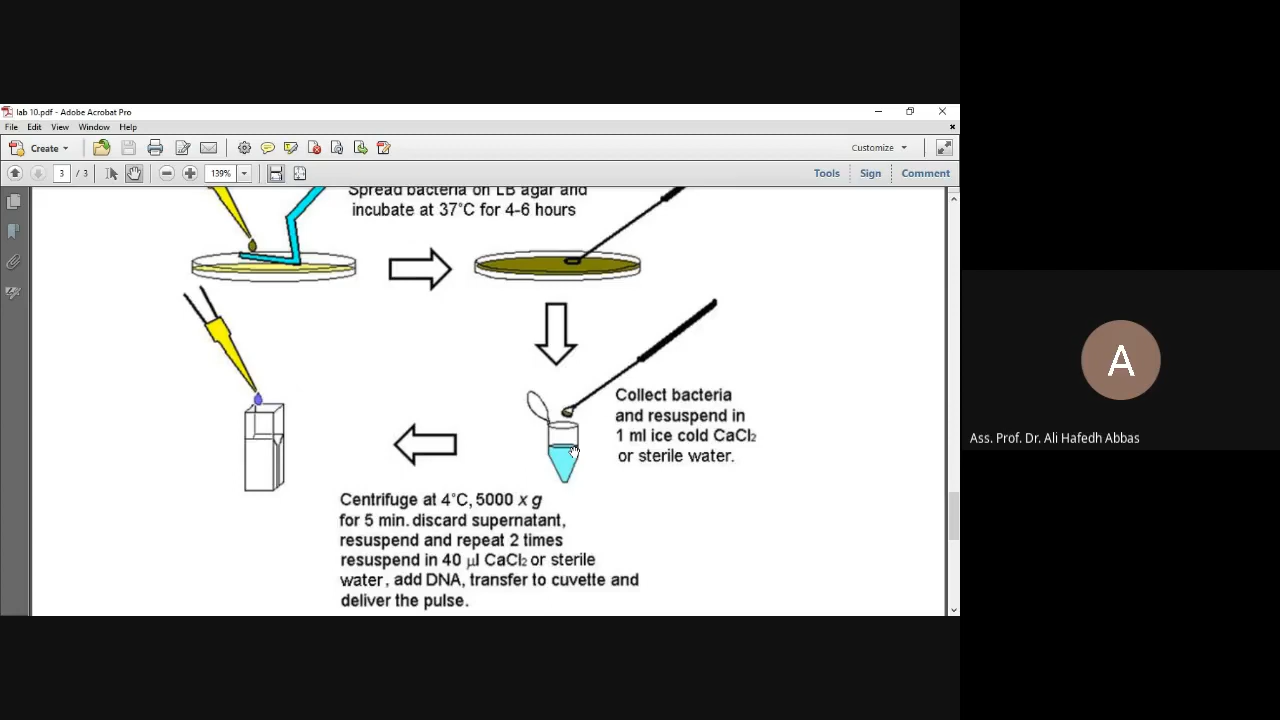 lab 10.pdf - Adobe Acrobat Pro
File Edit View Window Help
Create Customize
3 / 3 139% Tools Sign Comment
Spread bacteria on LB agar and
incubate at 37˚C for 4-6 hours
Collect bacteria
and resuspend in
1 ml ice cold CaCl₂
or sterile water.
Centrifuge at 4˚C, 5000 x g
for 5 min. discard supernatant,
resuspend and repeat 2 times
resuspend in 40 µl CaCl₂ or sterile
water, add DNA, transfer to cuvette and
deliver the pulse.
A
Ass. Prof. Dr. Ali Hafedh Abbas